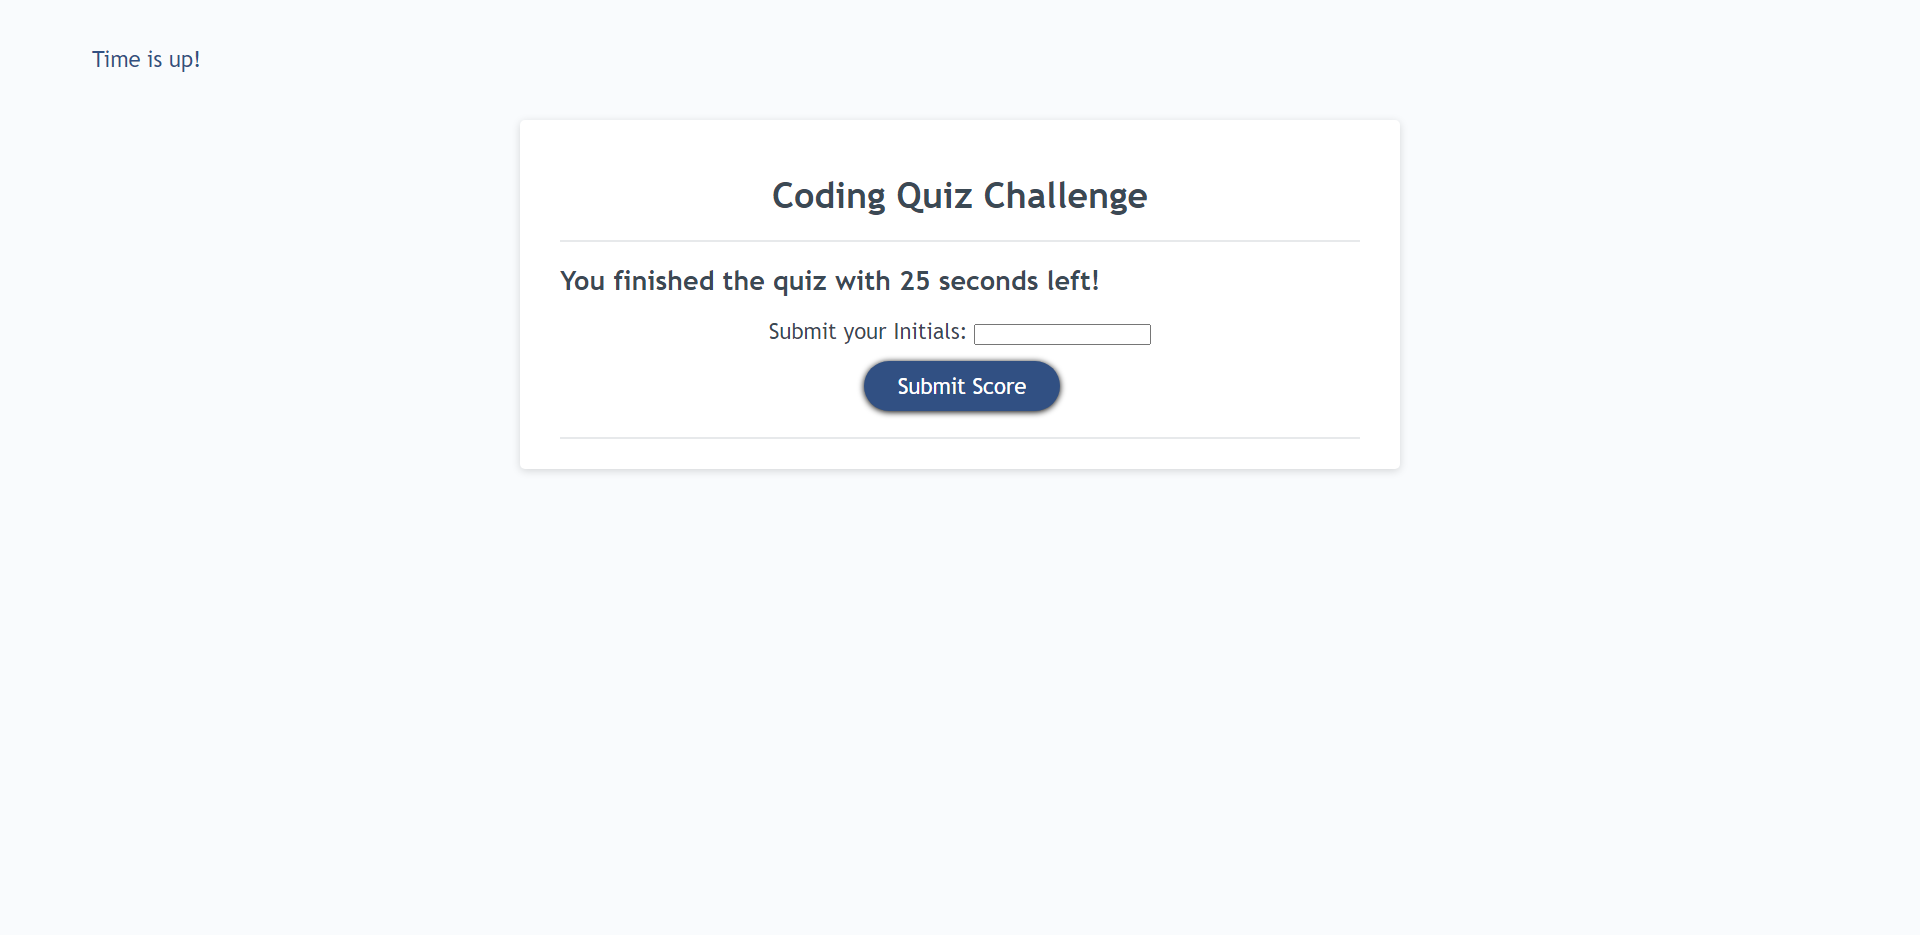 Time is up!
Coding Quiz Challenge
You finished the quiz with 25 seconds left!
Submit your Initials:
Submit Score